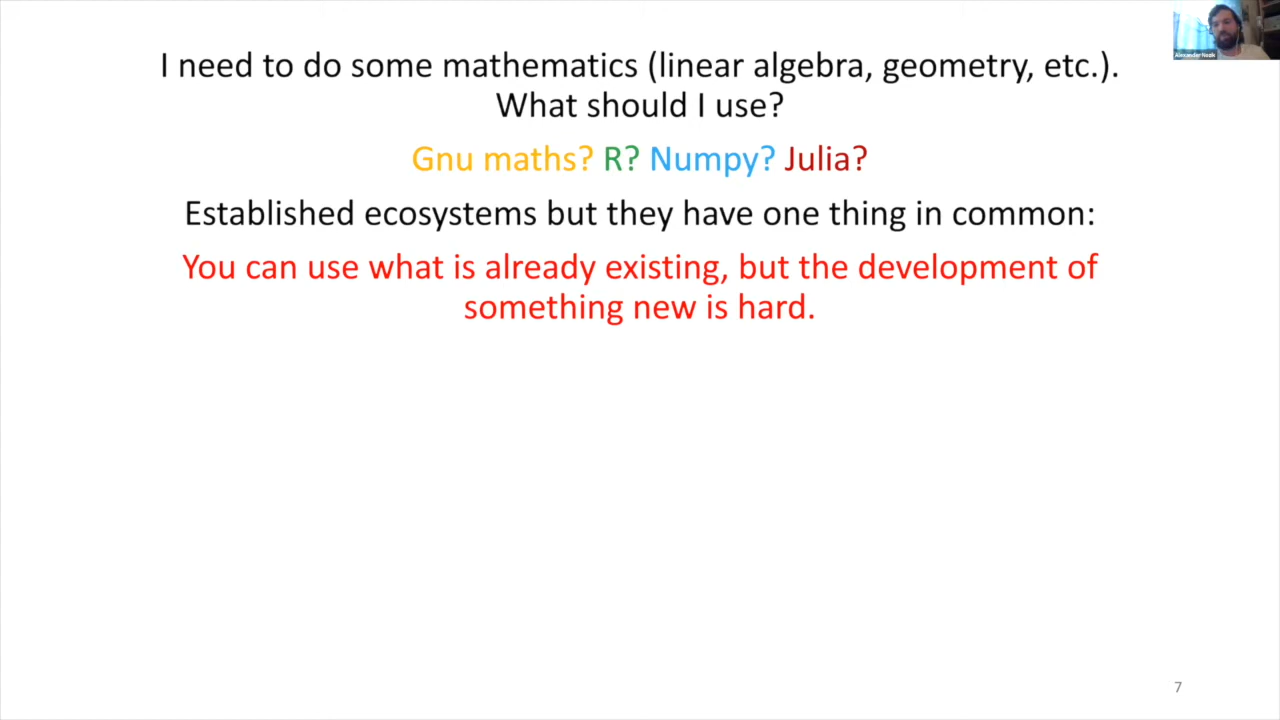 I need to do some mathematics (linear algebra, geometry, etc.).
What should I use?
Gnu maths? R? Numpy? Julia?
Established ecosystems but they have one thing in common:
You can use what is already existing, but the development of
something new is hard.
Alexander Nozik
7